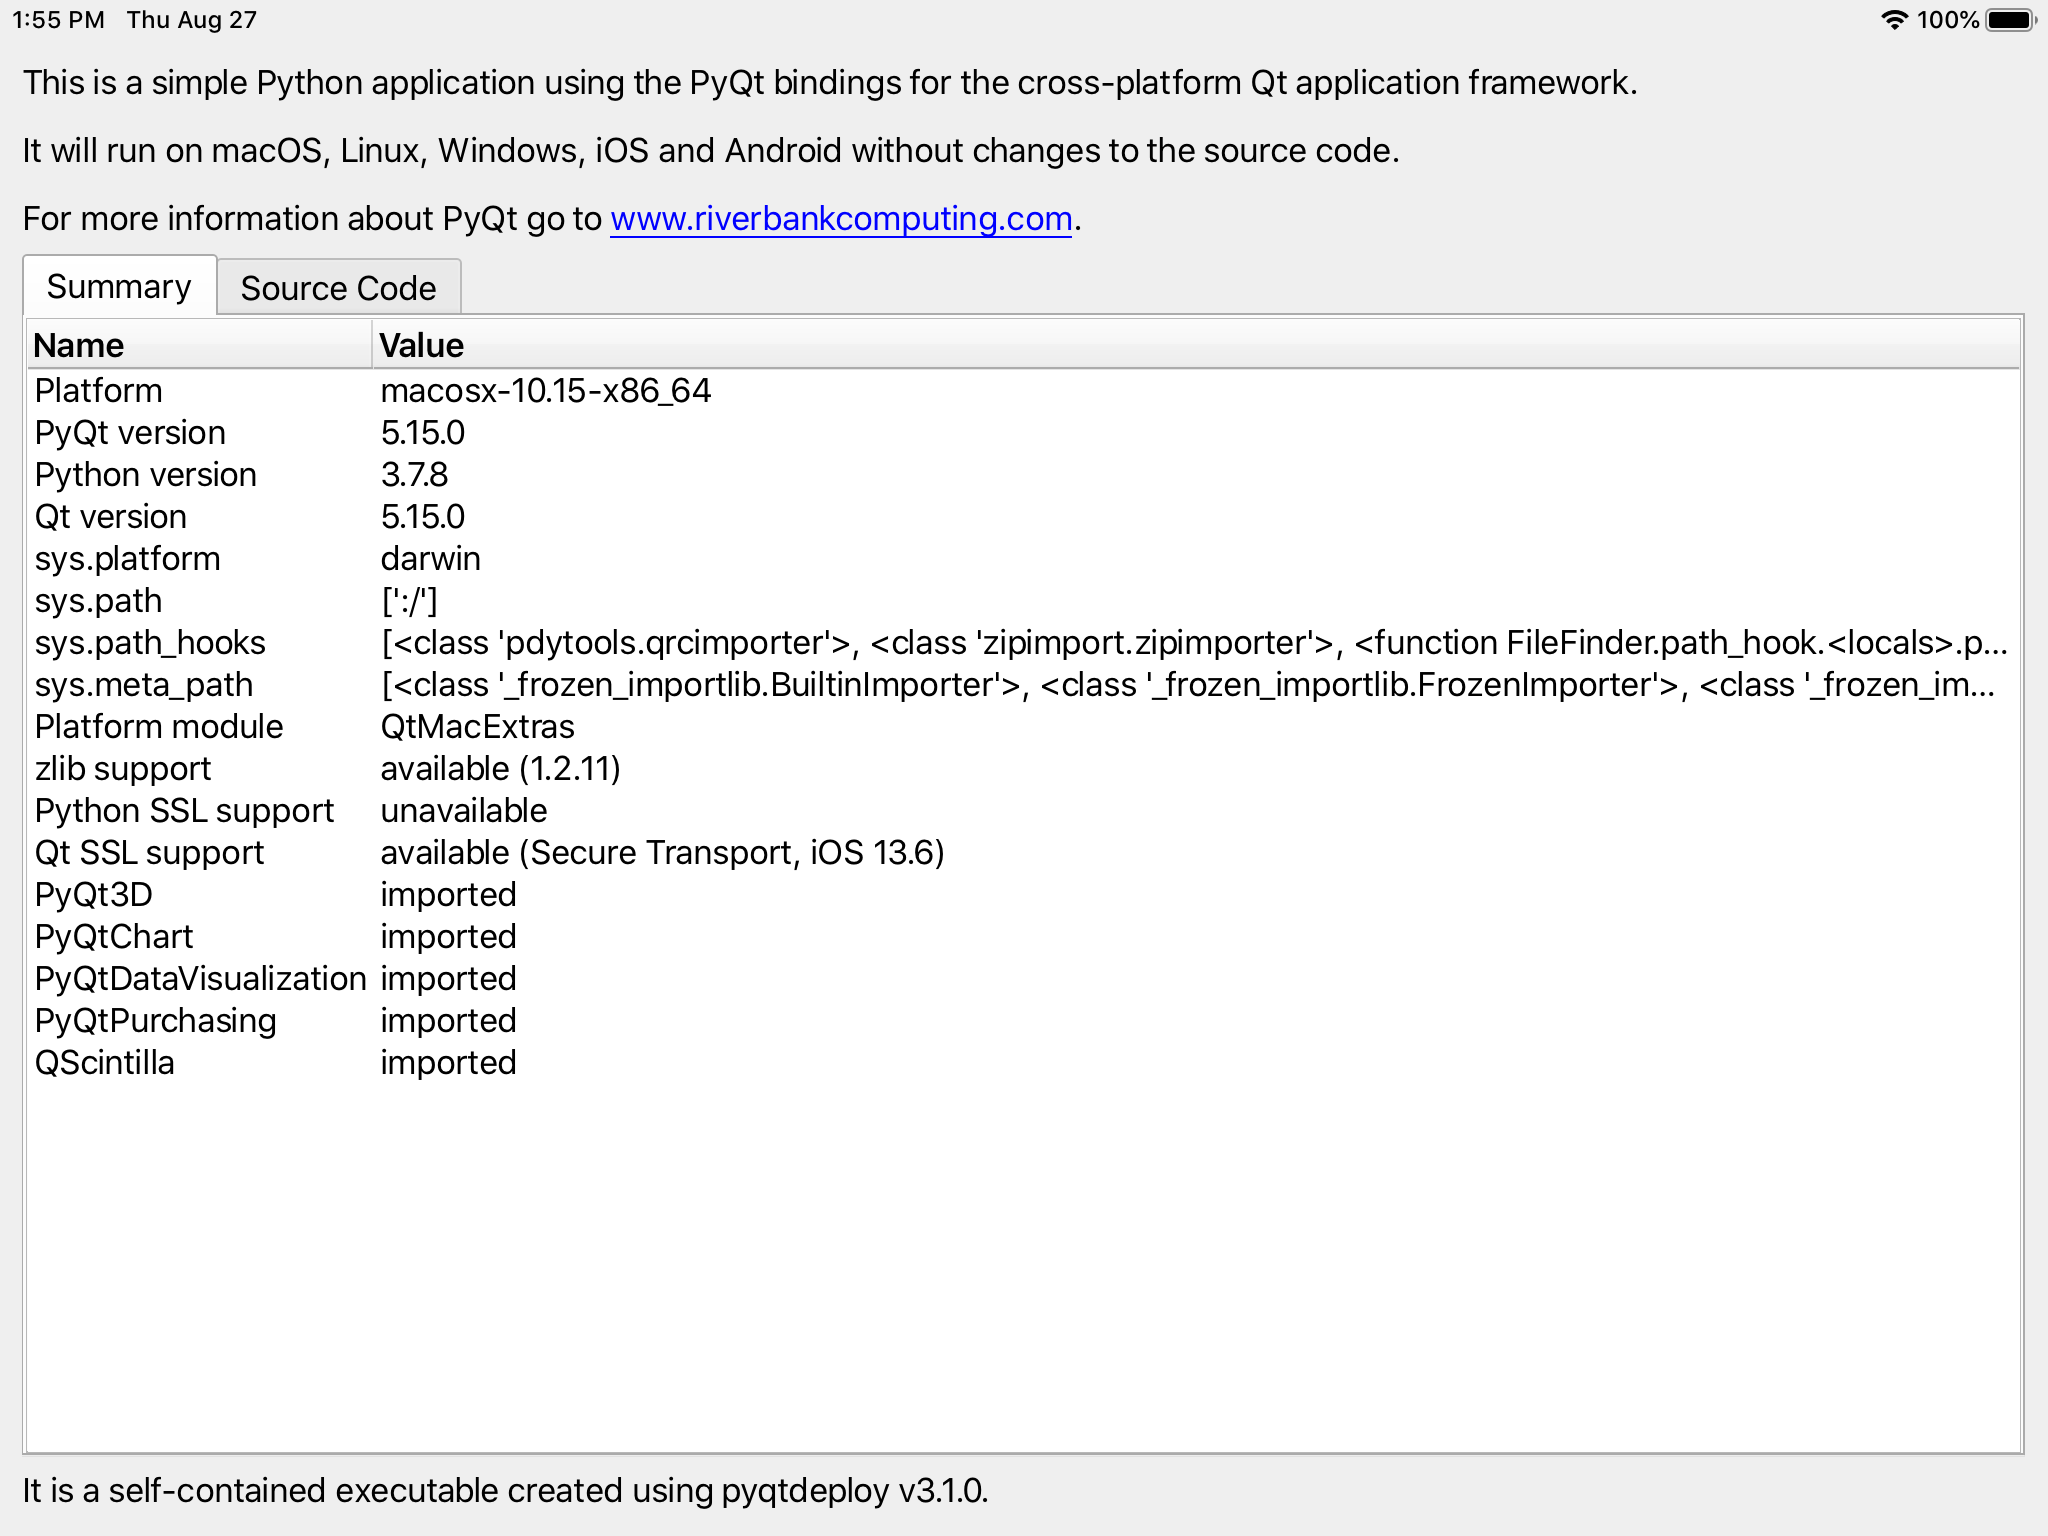 1:55 PM Thu Aug 27 100%
This is a simple Python application using the PyQt bindings for the cross-platform Qt application framework.
It will run on macOS, Linux, Windows, iOS and Android without changes to the source code.
For more information about PyQt go to www.riverbankcomputing.com.
Summary Source Code
Name Value
Platform macosx-10.15-x86_64
PyQt version 5.15.0
Python version 3.7.8
Qt version 5.15.0
sys.platform darwin
sys.path [':/']
sys.path_hooks [<class 'pdytools.qrcimporter'>, <class 'zipimport.zipimporter'>, <function FileFinder.path_hook.<locals>.p...
sys.meta_path [<class '_frozen_importlib.BuiltinImporter'>, <class '_frozen_importlib.FrozenImporter'>, <class '_frozen_im...
Platform module QtMacExtras
zlib support available (1.2.11)
Python SSL support unavailable
Qt SSL support available (Secure Transport, iOS 13.6)
PyQt3D imported
PyQtChart imported
PyQtDataVisualization imported
PyQtPurchasing imported
QScintilla imported
It is a self-contained executable created using pyqtdeploy v3.1.0.